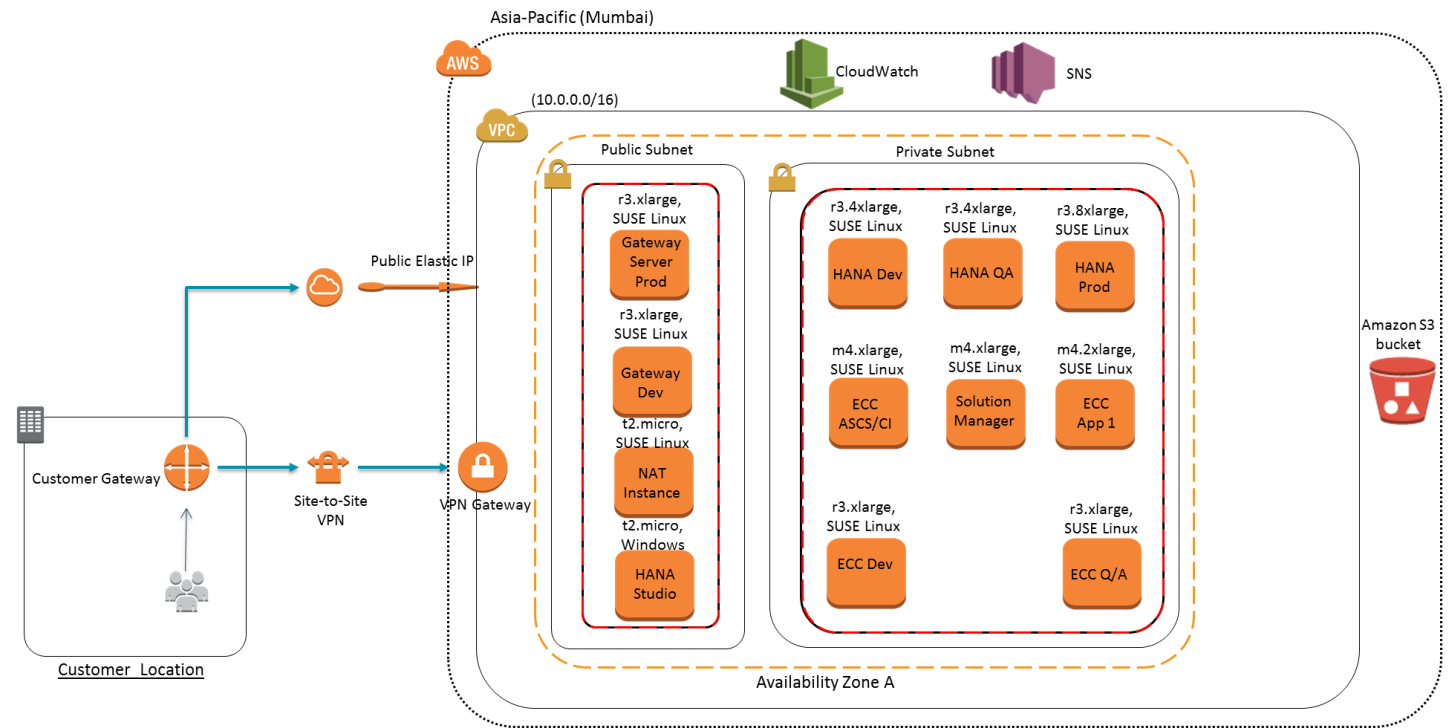 Asia-Pacific (Mumbai)
AWS
CloudWatch
SNS
(10.0.0.0/16)
VPC
Public Subnet
Private Subnet
r3.xlarge,
SUSE Linux
Gateway
Server
Prod
r3.xlarge,
SUSE Linux
Gateway
Dev
t2.micro,
SUSE Linux
NAT
Instance
t2.micro,
Windows
HANA
Studio
r3.4xlarge,
SUSE Linux
HANA Dev
r3.4xlarge,
SUSE Linux
HANA QA
r3.8xlarge,
SUSE Linux
HANA
Prod
m4.xlarge,
SUSE Linux
ECC
ASCS/CI
m4.xlarge,
SUSE Linux
Solution
Manager
m4.2xlarge,
SUSE Linux
ECC
App 1
r3.xlarge,
SUSE Linux
ECC Dev
r3.xlarge,
SUSE Linux
ECC Q/A
Public Elastic IP
Amazon S3
bucket
Customer Gateway
Site-to-Site
VPN
VPN Gateway
Customer Location
Availability Zone A